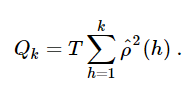 Q_k = T \sum_{h=1}^{k} \hat{\rho}^2(h) .